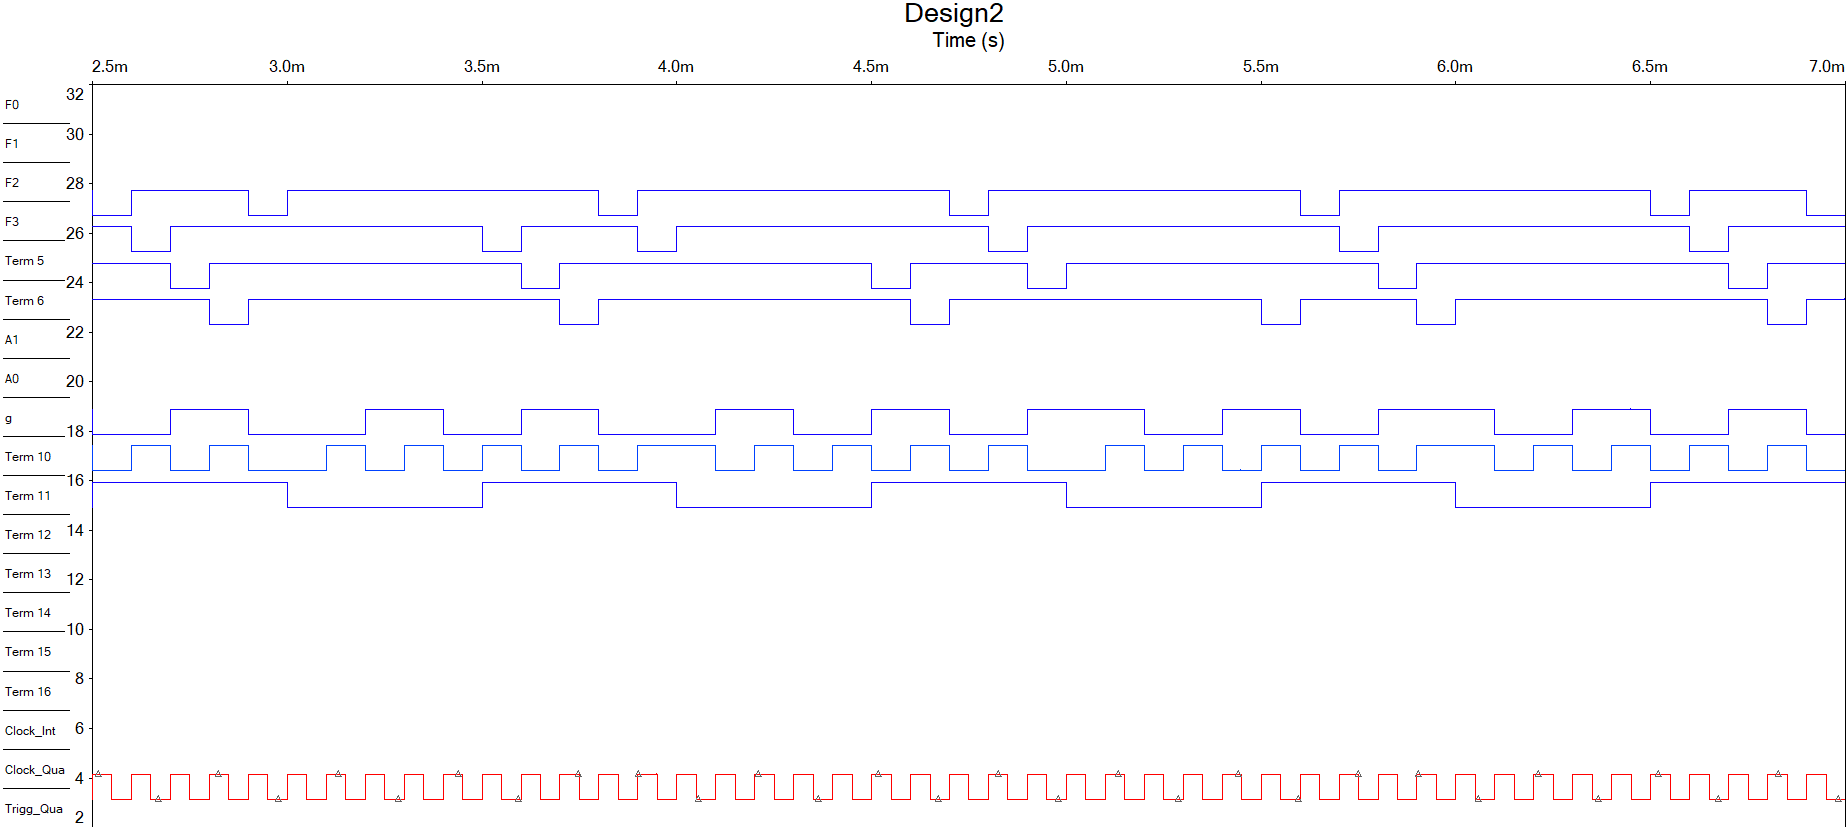 Design2
Time (s)
2.5m 3.0m 3.5m 4.0m 4.5m 5.0m 5.5m 6.0m 6.5m 7.0m
32
F0
30
F1
28
F2
F3
26
Term 5
24
Term 6
22
A1
20
A0
g
18
Term 10
16
Term 11
14
Term 12
12
Term 13
Term 14
10
Term 15
8
Term 16
6
Clock_Int
4
Clock_Qua
Trigg_Qua
2